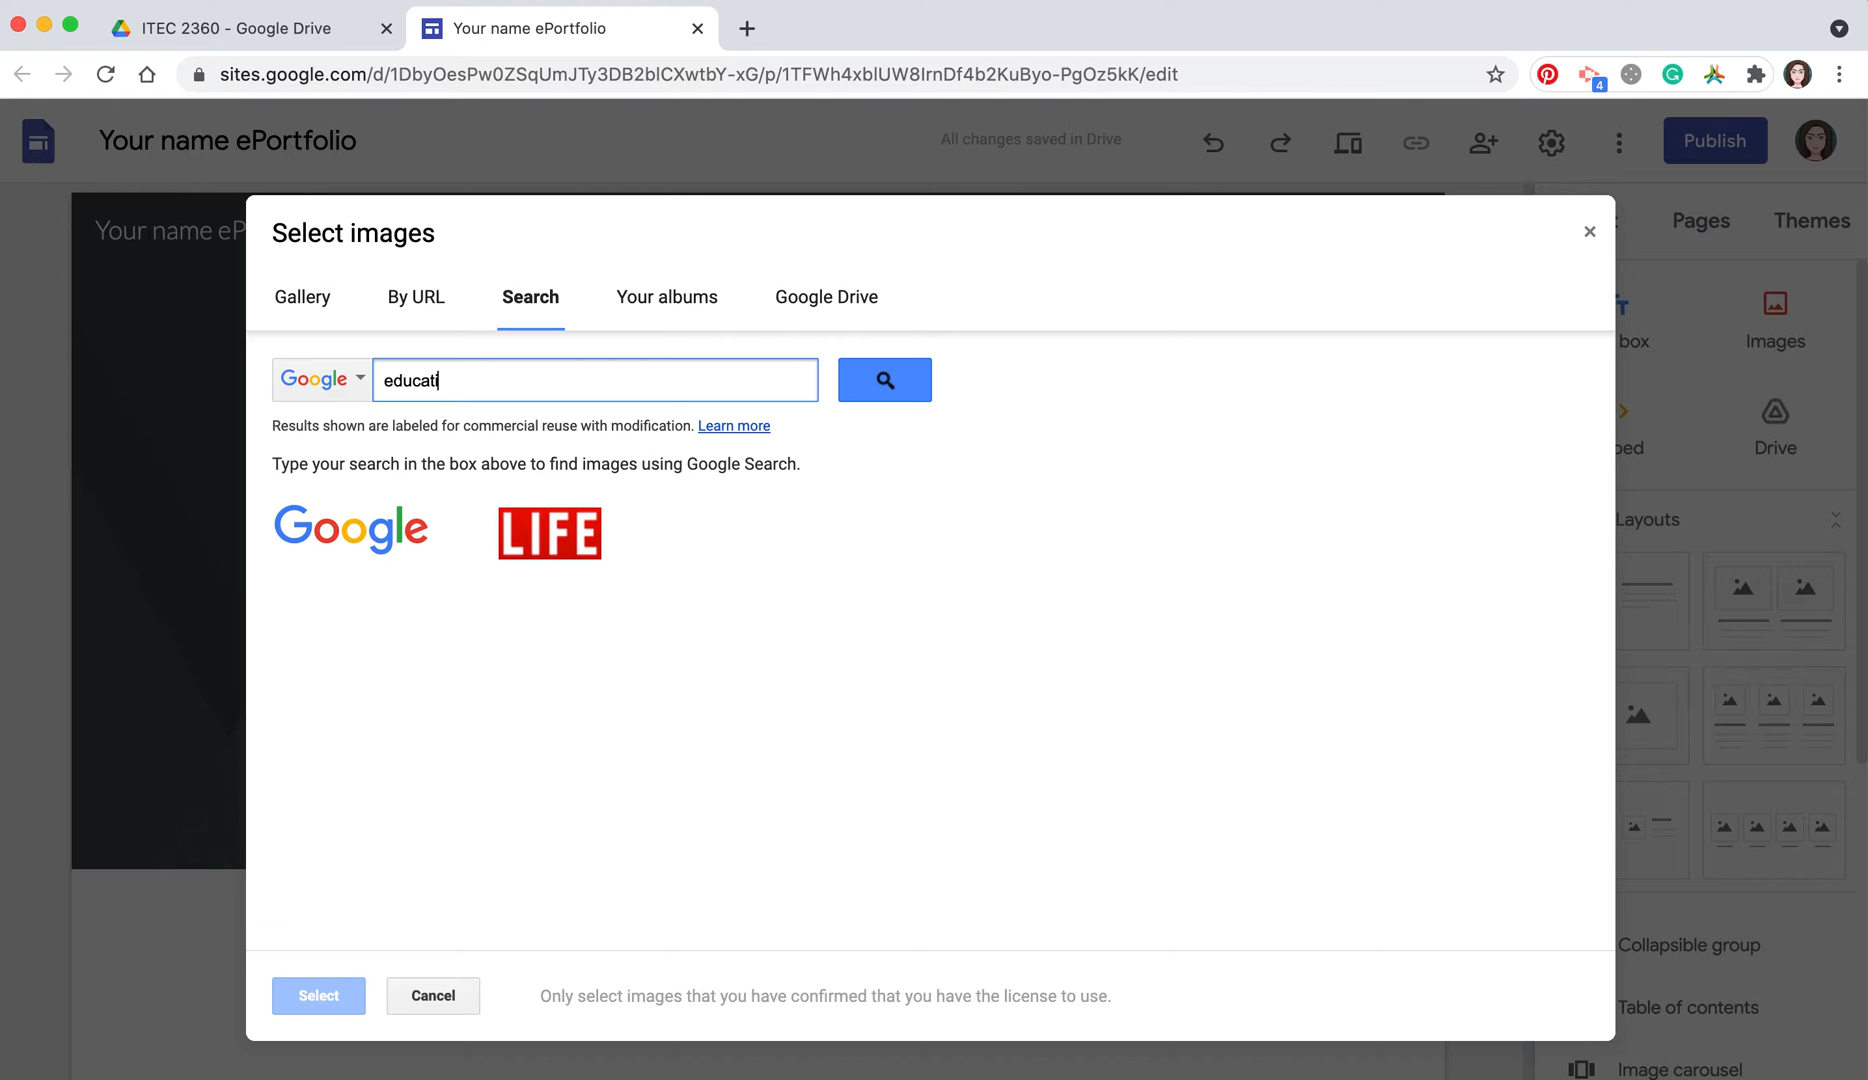 ITEC 2360 - Google Drive
Your name ePortfolio
sites.google.com/d/1DbyOesPw0ZSqUmJTy3DB2blCXwtbY-xG/p/1TFWh4xblUW8IrnDf4b2KuByo-PgOz5kK/edit
4
Your name ePortfolio
All changes saved in Drive
Publish
Your name eP
Pages
Themes
Select images
Gallery
By URL
Search
Your albums
Google Drive
Google
educati
Results shown are labeled for commercial reuse with modification. Learn more
Type your search in the box above to find images using Google Search.
Google
LIFE
box
Images
Drive
Layouts
Collapsible group
Table of contents
Image carousel
Select
Cancel
Only select images that you have confirmed that you have the license to use.